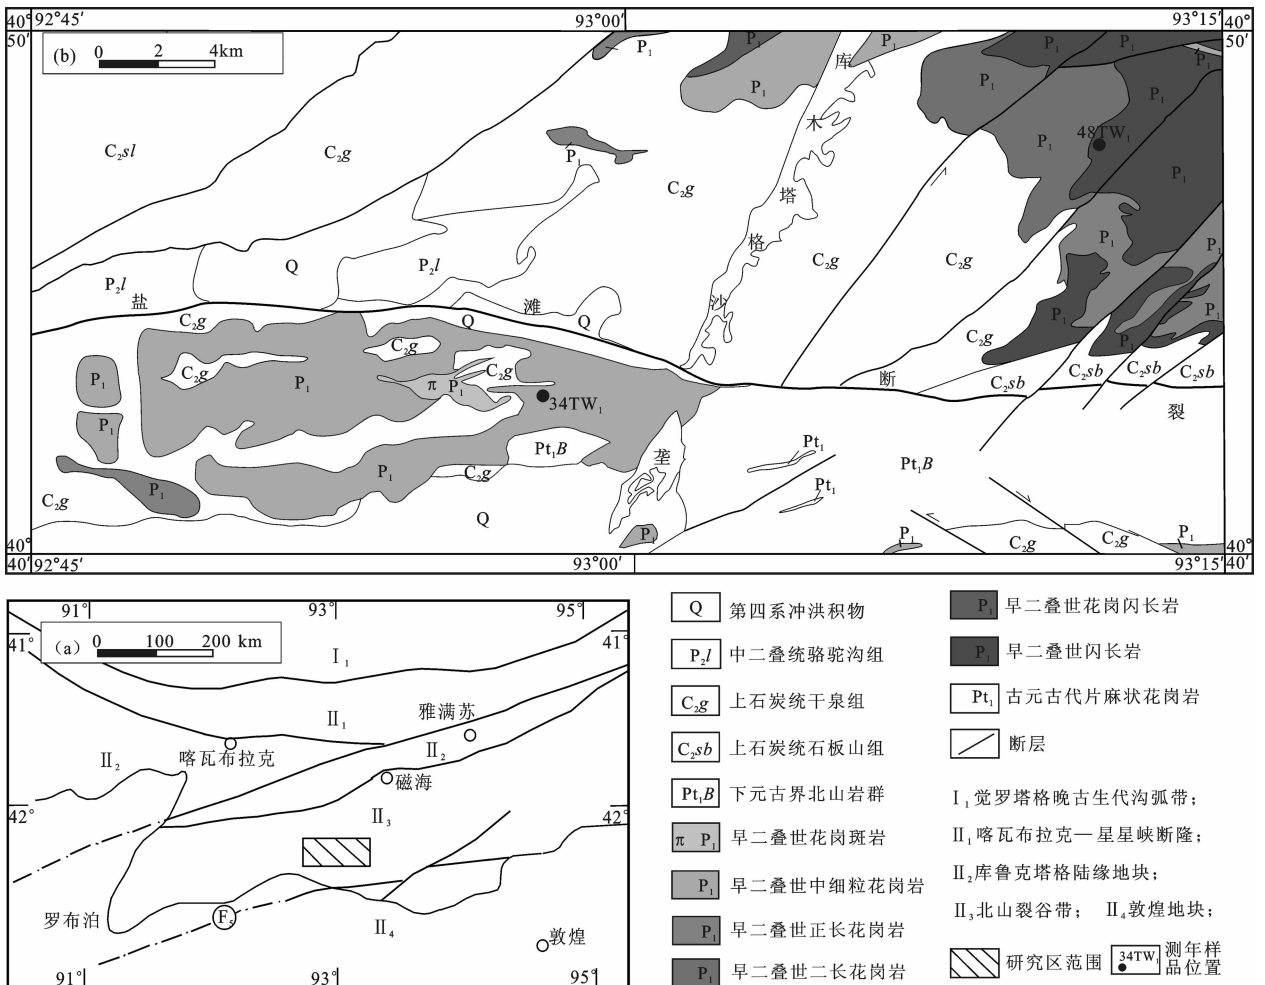 40° 92°45′ 93°00′ 93°15′ 40°
50′ 50′
(b) 0 2 4km
P₁ P₁ P₁ P₁ P₁ P₁
库
P₁ P₁ P₁ P₁
木
48TW₁
C₂sl C₂g P₁ P₁
C₂g P₁
塔
格
P₁ P₁
Q P₂l C₂g C₂g
P₂l
盐 滩 沙
C₂g Q Q P₁ P₁
C₂g C₂g P₁
C₂g C₂g
P₁ P₁ π P₁ 断 C₂sb C₂sb C₂sb C₂sb
34TW₁ 裂
P₁
Pt₁B 垄 Pt₁ Pt₁B
P₁ C₂g
P₁ Pt₁
C₂g Q
P₁ P₁ C₂g C₂g P₁
40° 40°
40′ 92°45′ 93°00′ 93°15′ 40′
91° 93° 95°
41° 41°
(a) 0 100 200 km
Ⅰ₁
Ⅱ₁ 雅满苏
Ⅱ₂ 喀瓦布拉克 Ⅱ₂
磁海
42° Ⅱ₃ 42°
罗布泊 F₅ Ⅱ₄
敦煌
91° 93° 95°
Q 第四系冲洪积物
P₂l 中二叠统骆驼沟组
C₂g 上石炭统干泉组
C₂sb 上石炭统石板山组
Pt₁B 下元古界北山岩群
π P₁ 早二叠世花岗斑岩
P₁ 早二叠世中细粒花岗岩
P₁ 早二叠世正长花岗岩
P₁ 早二叠世二长花岗岩
P₁ 早二叠世花岗闪长岩
P₁ 早二叠世闪长岩
Pt₁ 古元古代片麻状花岗岩
断层
Ⅰ₁觉罗塔格晚古生代沟弧带；
Ⅱ₁喀瓦布拉克—星星峡断隆；
Ⅱ₂库鲁克塔格陆缘地块；
Ⅱ₃北山裂谷带； Ⅱ₄敦煌地块；
研究区范围
34TW₁ 测年样
品位置